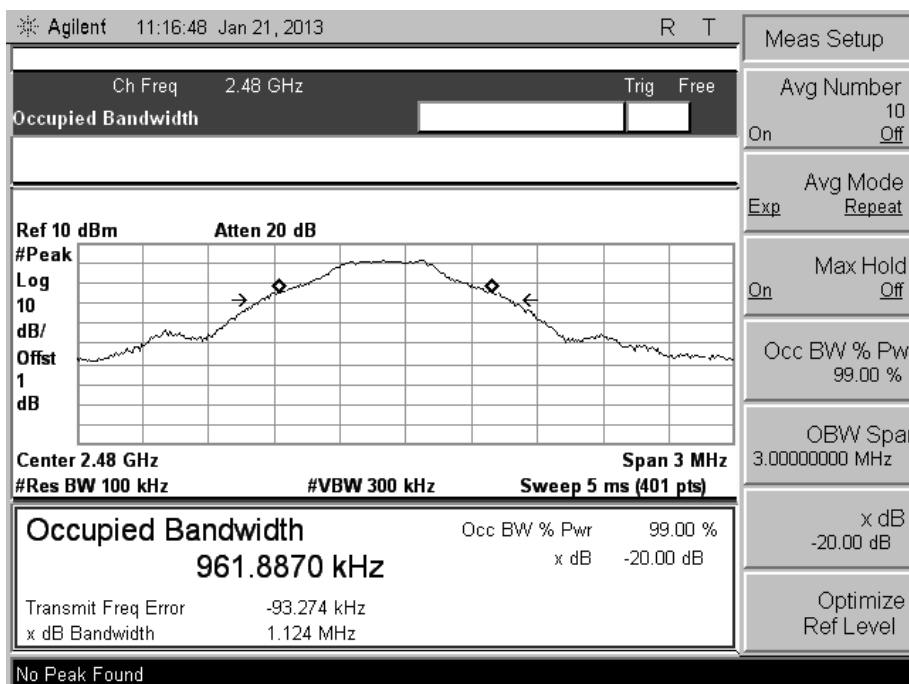 Agilent 11:16:48 Jan 21, 2013 R T
Ch Freq 2.48 GHz Trig Free
Occupied Bandwidth
Ref 10 dBm Atten 20 dB
#Peak
Log
10
dB/
Offst
1
dB
Center 2.48 GHz Span 3 MHz
#Res BW 100 kHz #VBW 300 kHz Sweep 5 ms (401 pts)
Occupied Bandwidth
961.8870 kHz
Occ BW % Pwr 99.00 %
x dB -20.00 dB
Transmit Freq Error -93.274 kHz
x dB Bandwidth 1.124 MHz
No Peak Found
Meas Setup
Avg Number
10
On Off
Avg Mode
Exp Repeat
Max Hold
On Off
Occ BW % Pwr
99.00 %
OBW Spa
3.00000000 MHz
x dB
-20.00 dB
Optimize
Ref Level